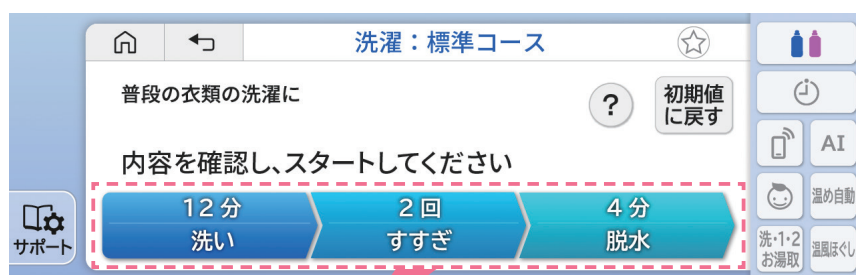 洗濯：標準コース
普段の衣類の洗濯に
?
初期値
に戻す
内容を確認し、スタートしてください
12分
洗い
2回
すすぎ
4分
脱水
サポート
AI
温め自動
洗・1・2
お湯取
温風ほぐし